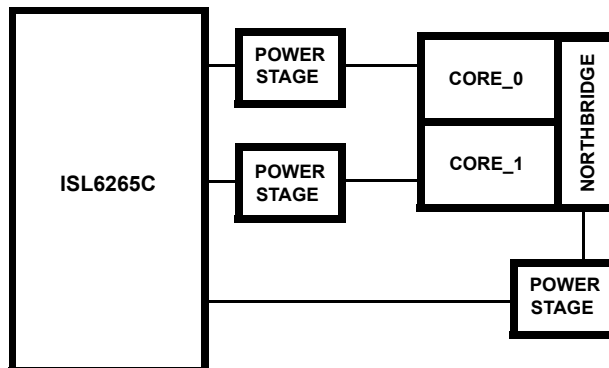 POWER
STAGE
CORE_0
NORTHBRIDGE
ISL6265C
POWER
STAGE
CORE_1
POWER
STAGE